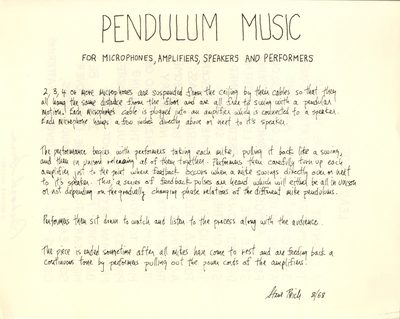 PENDULUM MUSIC
FOR MICROPHONES, AMPLIFIERS, SPEAKERS AND PERFORMERS
2, 3, 4 or more microphones are suspended from the ceiling by their cables so that they
all hang the same distance from the floor and are all free to swing with a pendular
motion. Each microphone's cable is plugged into an amplifier which is connected to a speaker.
Each microphone hangs a few inches directly above or next to it's speaker.
The performance begins with performers taking each mike, pulling it back like a swing,
and then in unison releasing all of them together. Performers then carefully turn up each
amplifier just to the point where feedback occurs when a mike swings directly over or next
to it's speaker. Thus, a series of feedback pulses are heard which will either be all in unison
or not depending on the gradually changing phase relations of the different mike pendulums.
Performers then sit down to watch and listen to the process along with the audience.
The piece is ended sometime after all mikes have come to rest and are feeding back a
continuous tone by performers pulling out the power cords of the amplifiers.
Steve Reich 8/68